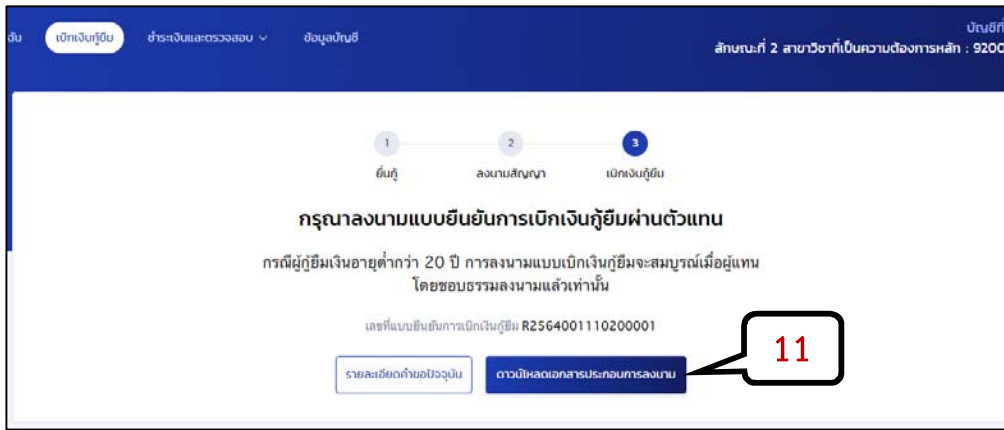 เบิกเงินกู้ยืม ชำระเงินและตรวจสอบ ข้อมูลบัญชี
บัญชีที่
ลักษณะที่ 2 สาขาวิชาที่เป็นความต้องการหลัก : 9200
1 2 3
ยื่นกู้ ลงนามสัญญา เบิกเงินกู้ยืม
กรุณาลงนามแบบยืนยันการเบิกเงินกู้ยืมผ่านตัวแทน
กรณีผู้กู้ยืมเงินอายุต่ำกว่า 20 ปี การลงนามแบบเบิกเงินกู้ยืมจะสมบูรณ์เมื่อผู้แทน
โดยชอบธรรมลงนามแล้วเท่านั้น
เลขที่แบบยืนยันการเบิกเงินกู้ยืม R2564001110200001
11
รายละเอียดคำขอปัจจุบัน ดาวน์โหลดเอกสารประกอบการลงนาม